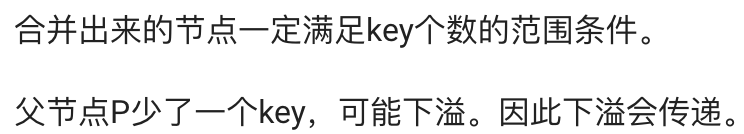 合并出来的节点一定满足key个数的范围条件。
父节点P少了一个key，可能下溢。因此下溢会传递。